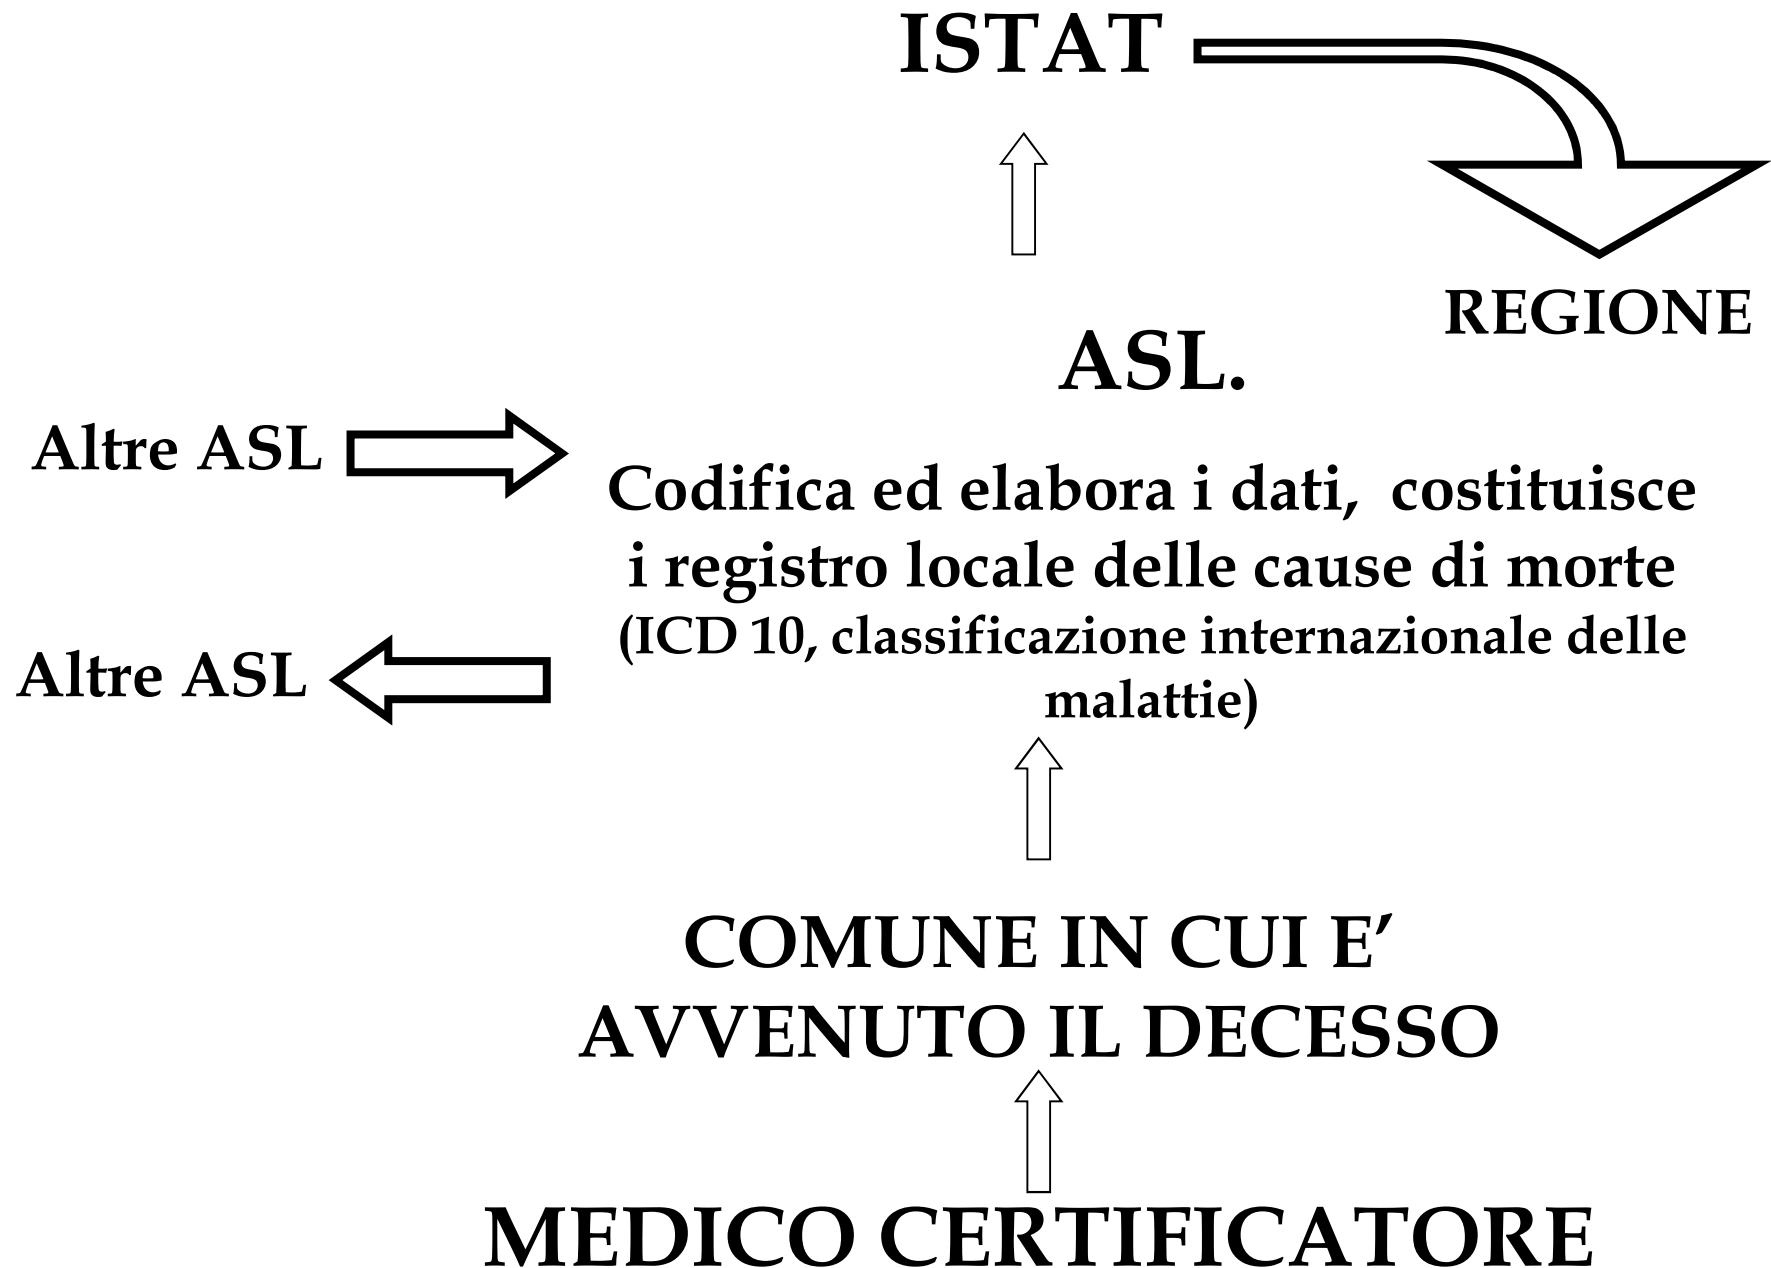 ISTAT
REGIONE
ASL.
Altre ASL
Codifica ed elabora i dati,  costituisce
i registro locale delle cause di morte
(ICD 10, classificazione internazionale delle
malattie)
Altre ASL
COMUNE IN CUI E’
AVVENUTO IL DECESSO
MEDICO CERTIFICATORE